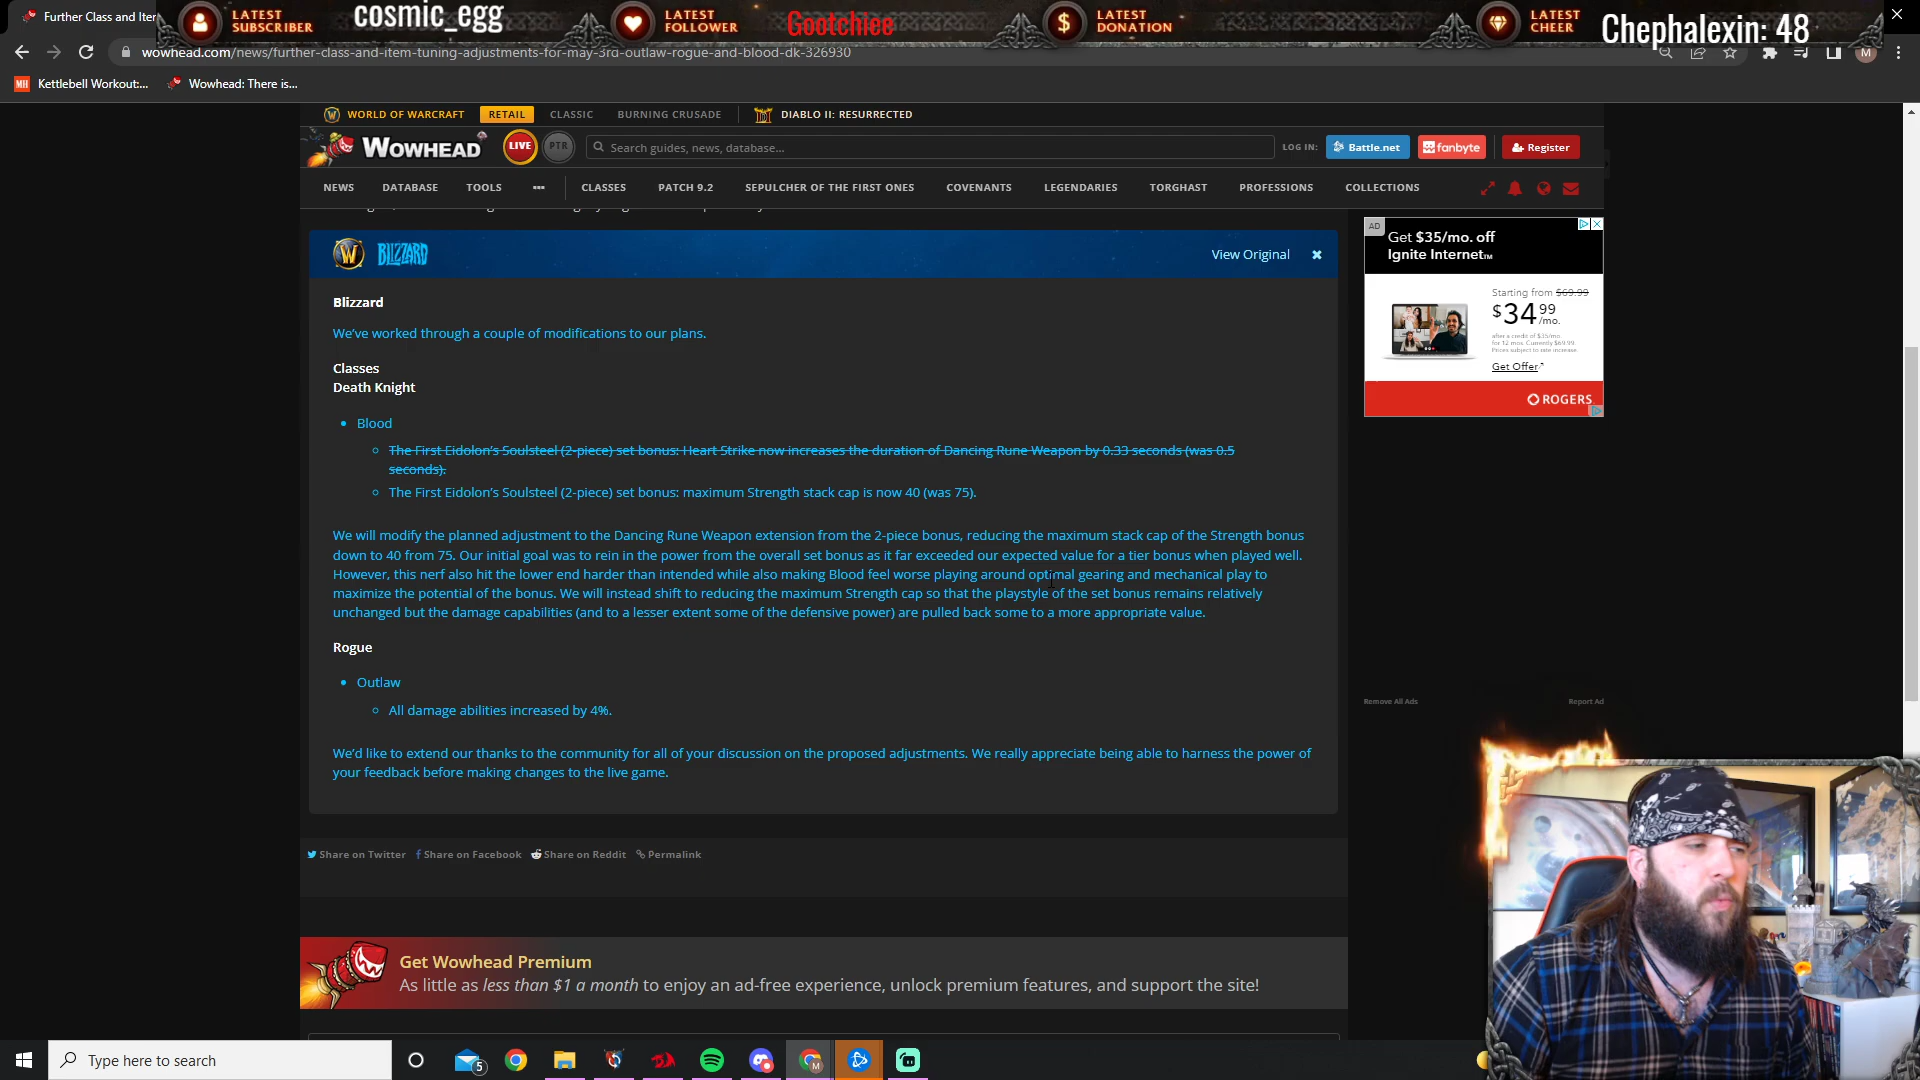 Further Class and Iter
LATEST SUBSCRIBER
cosmic_egg
LATEST FOLLOWER
Gootchiee
LATEST DONATION
LATEST CHEER
Chephalexin: 48
wowhead.com/news/further-class-and-item-tuning-adjustments-for-may-3rd-outlaw-rogue-and-blood-dk-326930
M
MH Kettlebell Workout:...
Wowhead: There is...
WORLD OF WARCRAFT RETAIL CLASSIC BURNING CRUSADE DIABLO II: RESURRECTED
WOWHEAD LIVE PTR Search guides, news, database... LOG IN: Battle.net fanbyte Register
NEWS DATABASE TOOLS ... CLASSES PATCH 9.2 SEPULCHER OF THE FIRST ONES COVENANTS LEGENDARIES TORGHAST PROFESSIONS COLLECTIONS
W BLIZZARD View Original ✖
Blizzard
We've worked through a couple of modifications to our plans.
Classes
Death Knight
• Blood
The First Eidolon's Soulsteel (2-piece) set bonus: Heart Strike now increases the duration of Dancing Rune Weapon by 0.33 seconds (was 0.5
seconds).
The First Eidolon's Soulsteel (2-piece) set bonus: maximum Strength stack cap is now 40 (was 75).
We will modify the planned adjustment to the Dancing Rune Weapon extension from the 2-piece bonus, reducing the maximum stack cap of the Strength bonus
down to 40 from 75. Our initial goal was to rein in the power from the overall set bonus as it far exceeded our expected value for a tier bonus when played well.
However, this nerf also hit the lower end harder than intended while also making Blood feel worse playing around optimal gearing and mechanical play to
maximize the potential of the bonus. We will instead shift to reducing the maximum Strength cap so that the playstyle of the set bonus remains relatively
unchanged but the damage capabilities (and to a lesser extent some of the defensive power) are pulled back some to a more appropriate value.
Rogue
• Outlaw
All damage abilities increased by 4%.
We'd like to extend our thanks to the community for all of your discussion on the proposed adjustments. We really appreciate being able to harness the power of
your feedback before making changes to the live game.
Share on Twitter Share on Facebook Share on Reddit Permalink
Get Wowhead Premium
As little as less than $1 a month to enjoy an ad-free experience, unlock premium features, and support the site!
AD
Get $35/mo. off
Ignite Internet™
Starting from $69.99
$34.99/mo.
Get Offer
ROGERS
Remove All Ads Report Ad
Type here to search
5